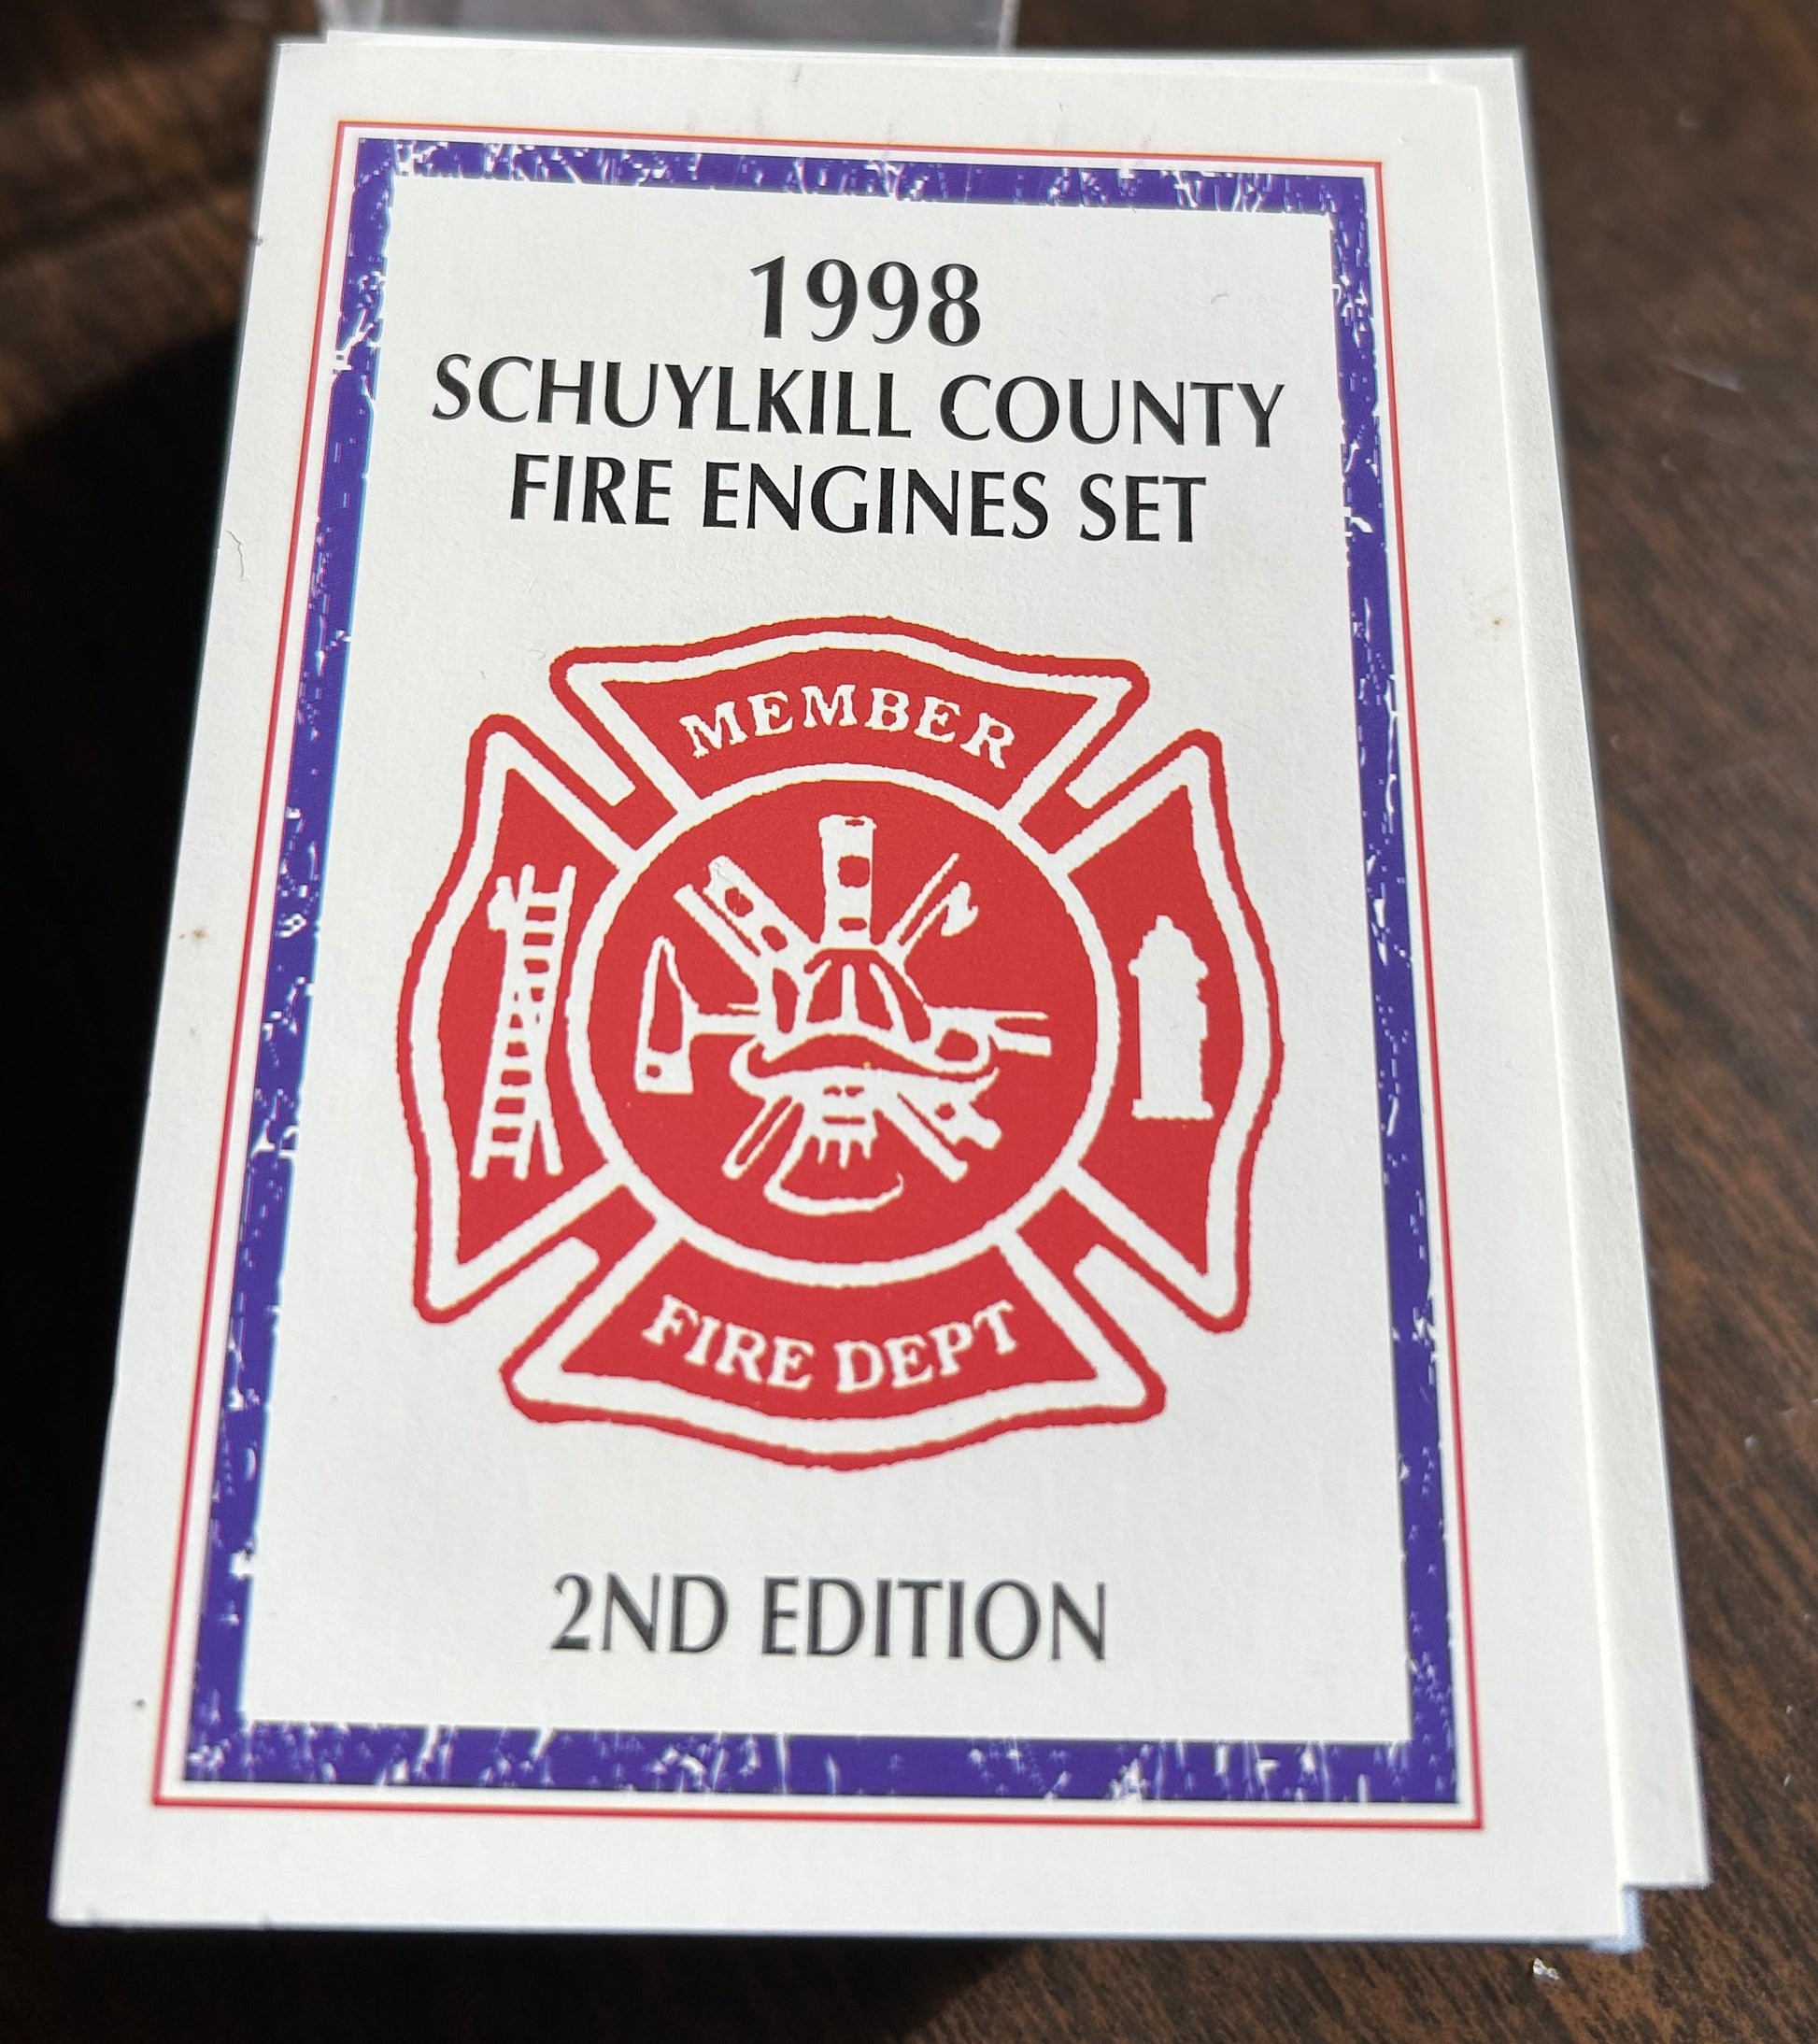 1998
SCHUYLKILL COUNTY
FIRE ENGINES SET
MEMBER
FIRE DEPT
2ND EDITION